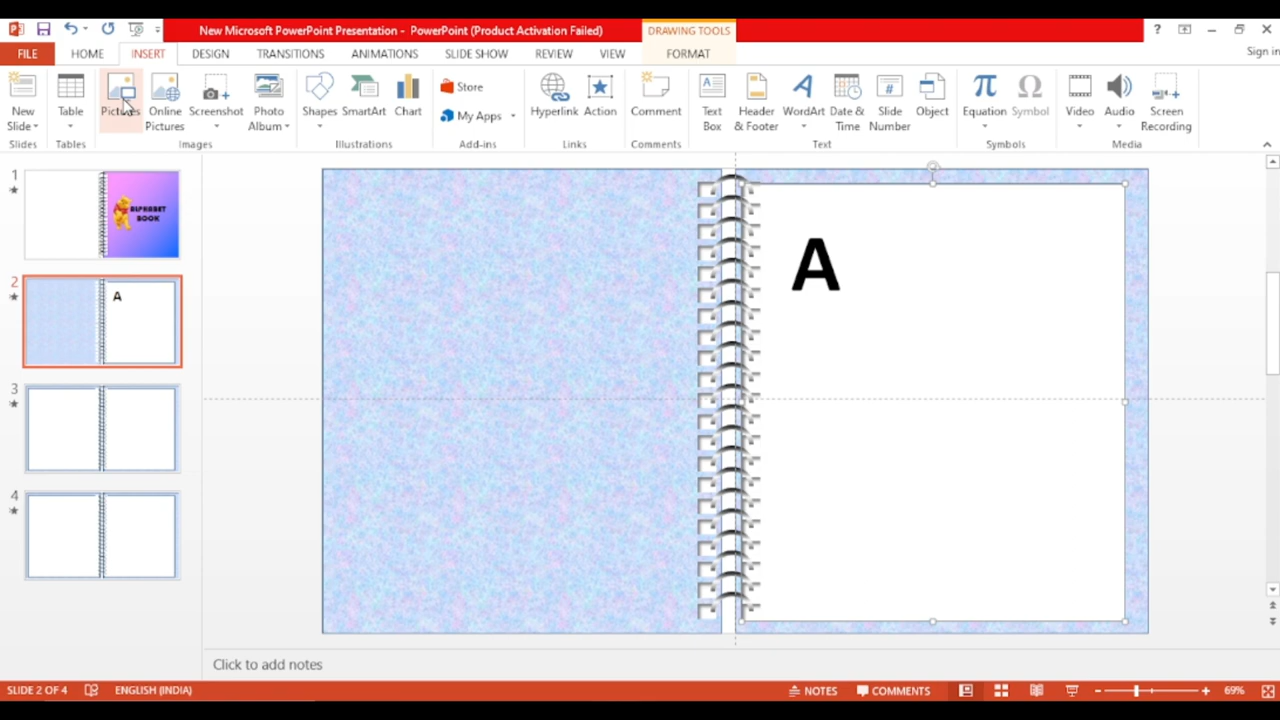 New Microsoft PowerPoint Presentation - PowerPoint (Product Activation Failed)
DRAWING TOOLS
?
Sign in
FILE
HOME
INSERT
DESIGN
TRANSITIONS
ANIMATIONS
SLIDE SHOW
REVIEW
VIEW
FORMAT
New
Slide
Table
Pictures
Online
Pictures
Screenshot
Photo
Album
Shapes
SmartArt
Chart
Store
My Apps
Hyperlink
Action
Comment
Text
Box
Header
& Footer
WordArt
Date &
Time
Slide
Number
Object
Equation
Symbol
Video
Audio
Screen
Recording
Slides
Tables
Images
Illustrations
Add-ins
Links
Comments
Text
Symbols
Media
1
ALPHABET
BOOK
2
A
3
4
A
Click to add notes
SLIDE 2 OF 4
ENGLISH (INDIA)
NOTES
COMMENTS
69%